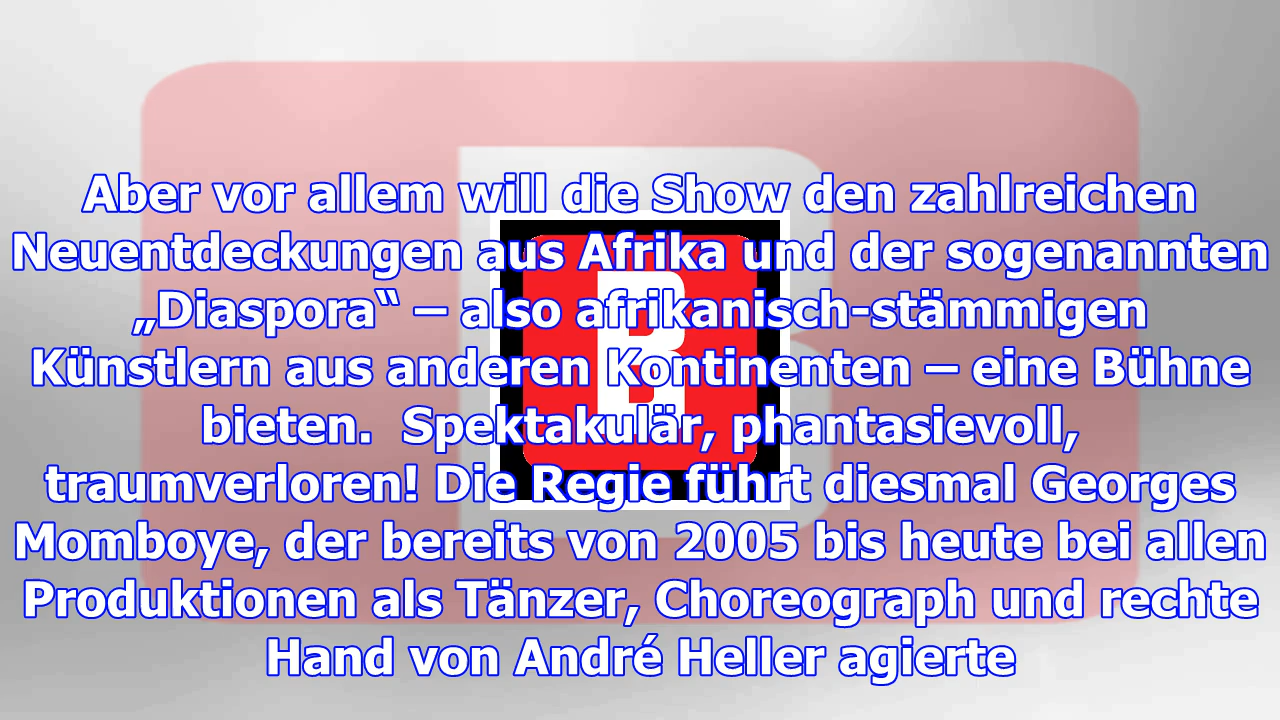 Aber vor allem will die Show den zahlreichen
Neuentdeckungen aus Afrika und der sogenannten
„Diaspora“ – also afrikanisch-stämmigen
Künstlern aus anderen Kontinenten – eine Bühne
bieten.  Spektakulär, phantasievoll,
traumverloren! Die Regie führt diesmal Georges
Momboye, der bereits von 2005 bis heute bei allen
Produktionen als Tänzer, Choreograph und rechte
Hand von André Heller agierte
B